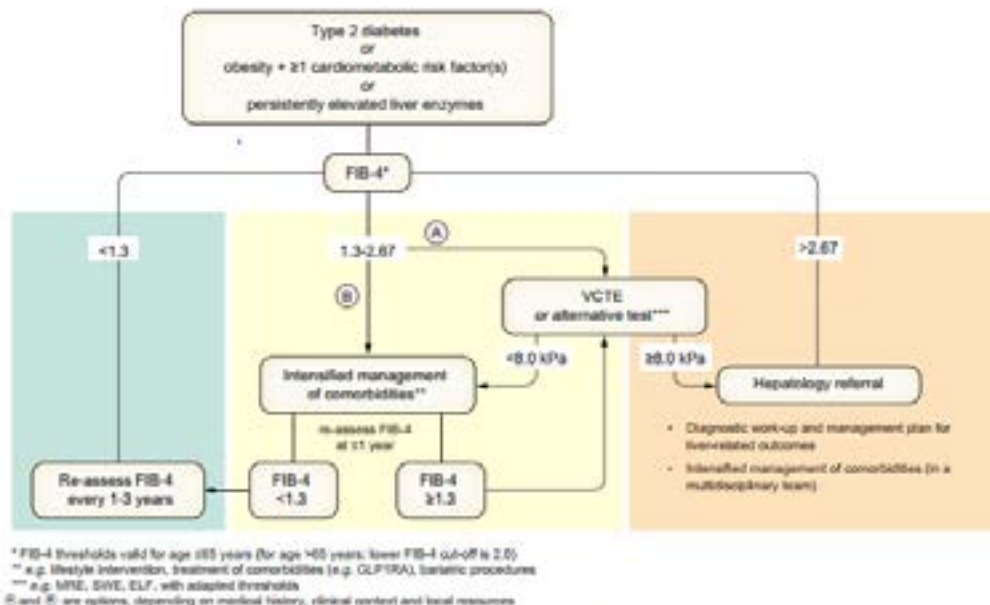 Type 2 diabetes
or
obesity + ≥1 cardiometabolic risk factor(s)
or
persistently elevated liver enzymes
FIB-4*
<1.3
1.3-2.67
>2.67
A
B
VCTE
or alternative test***
<8.0 kPa
≥8.0 kPa
Intensified management
of comorbidities**
Hepatology referral
re-assess FIB-4
at ≤1 year
• Diagnostic work-up and management plan for
liver-related outcomes
• Intensified management of comorbidities (in a
multidisciplinary team)
Re-assess FIB-4
every 1-3 years
FIB-4
<1.3
FIB-4
≥1.3
* FIB-4 thresholds valid for age ≤65 years (for age >65 years: lower FIB-4 cut-off is 2.0)
** e.g. lifestyle intervention, treatment of comorbidities (e.g. GLP1RA), bariatric procedures
*** e.g. MRE, SWE, ELF, with adapted thresholds
A and B are options, depending on medical history, clinical context and local resources